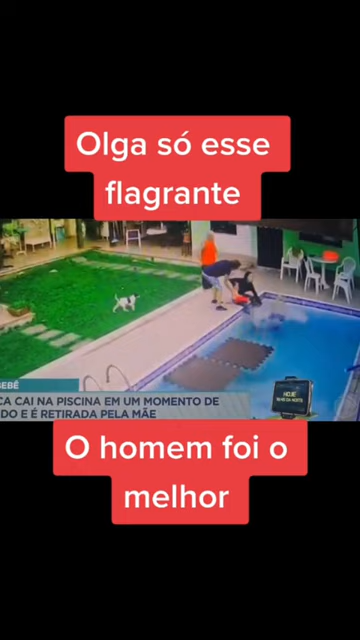 Olga só esse
flagrante
BEBÊ
CA CAI NA PISCINA EM UM MOMENTO DE
DO E É RETIRADA PELA MÃE
HOJE
O homem foi o
melhor